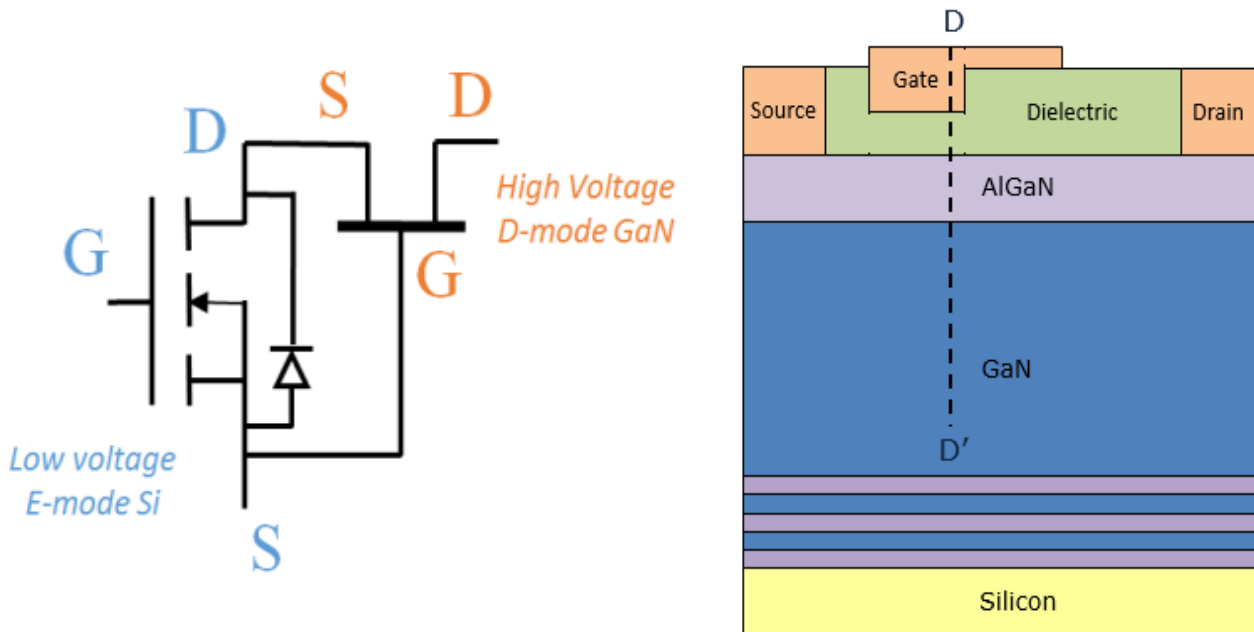 S
D
D
High Voltage
D-mode GaN
G
G
Low voltage
E-mode Si
S
D
Gate
Source
Dielectric
Drain
AlGaN
GaN
D’
Silicon